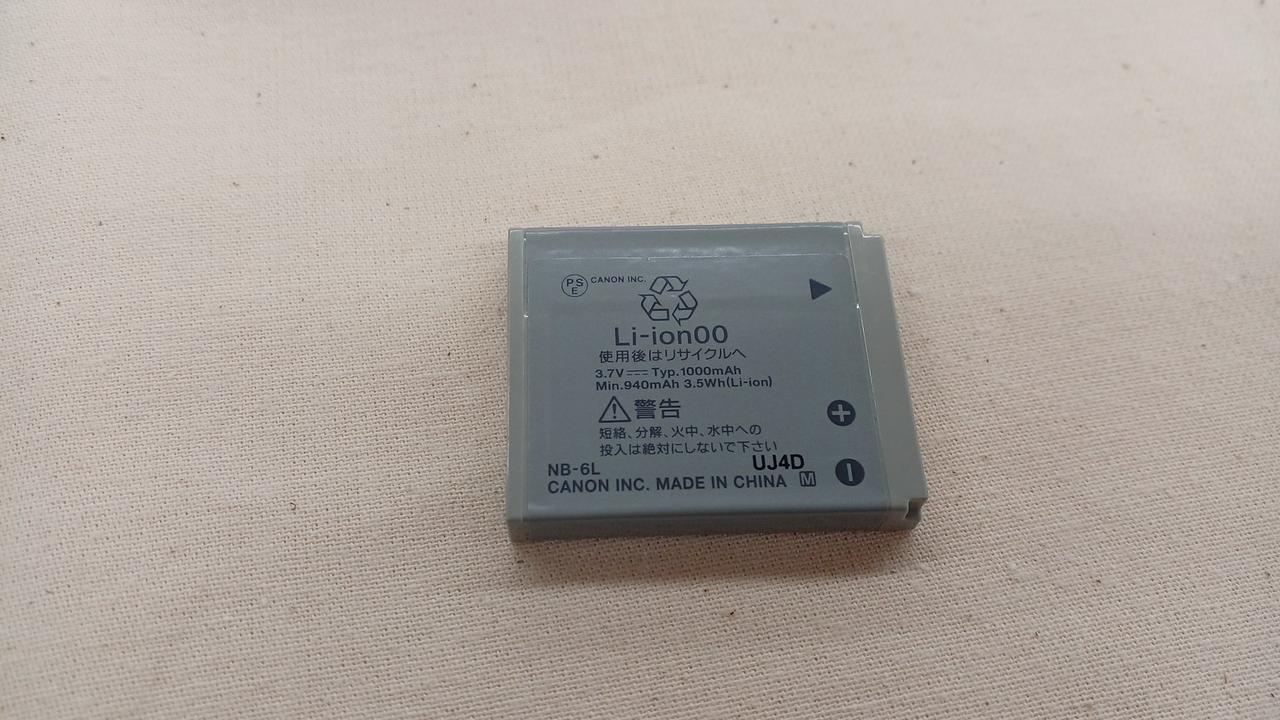 PSE CANON INC.
Li-ion00
使用後はリサイクルへ
3.7V⎓ Typ.1000mAh
Min.940mAh 3.5Wh(Li-ion)
⚠警告
短絡、分解、火中、水中への
投入は絶対にしないで下さい
NB-6L UJ4D
CANON INC. MADE IN CHINA M